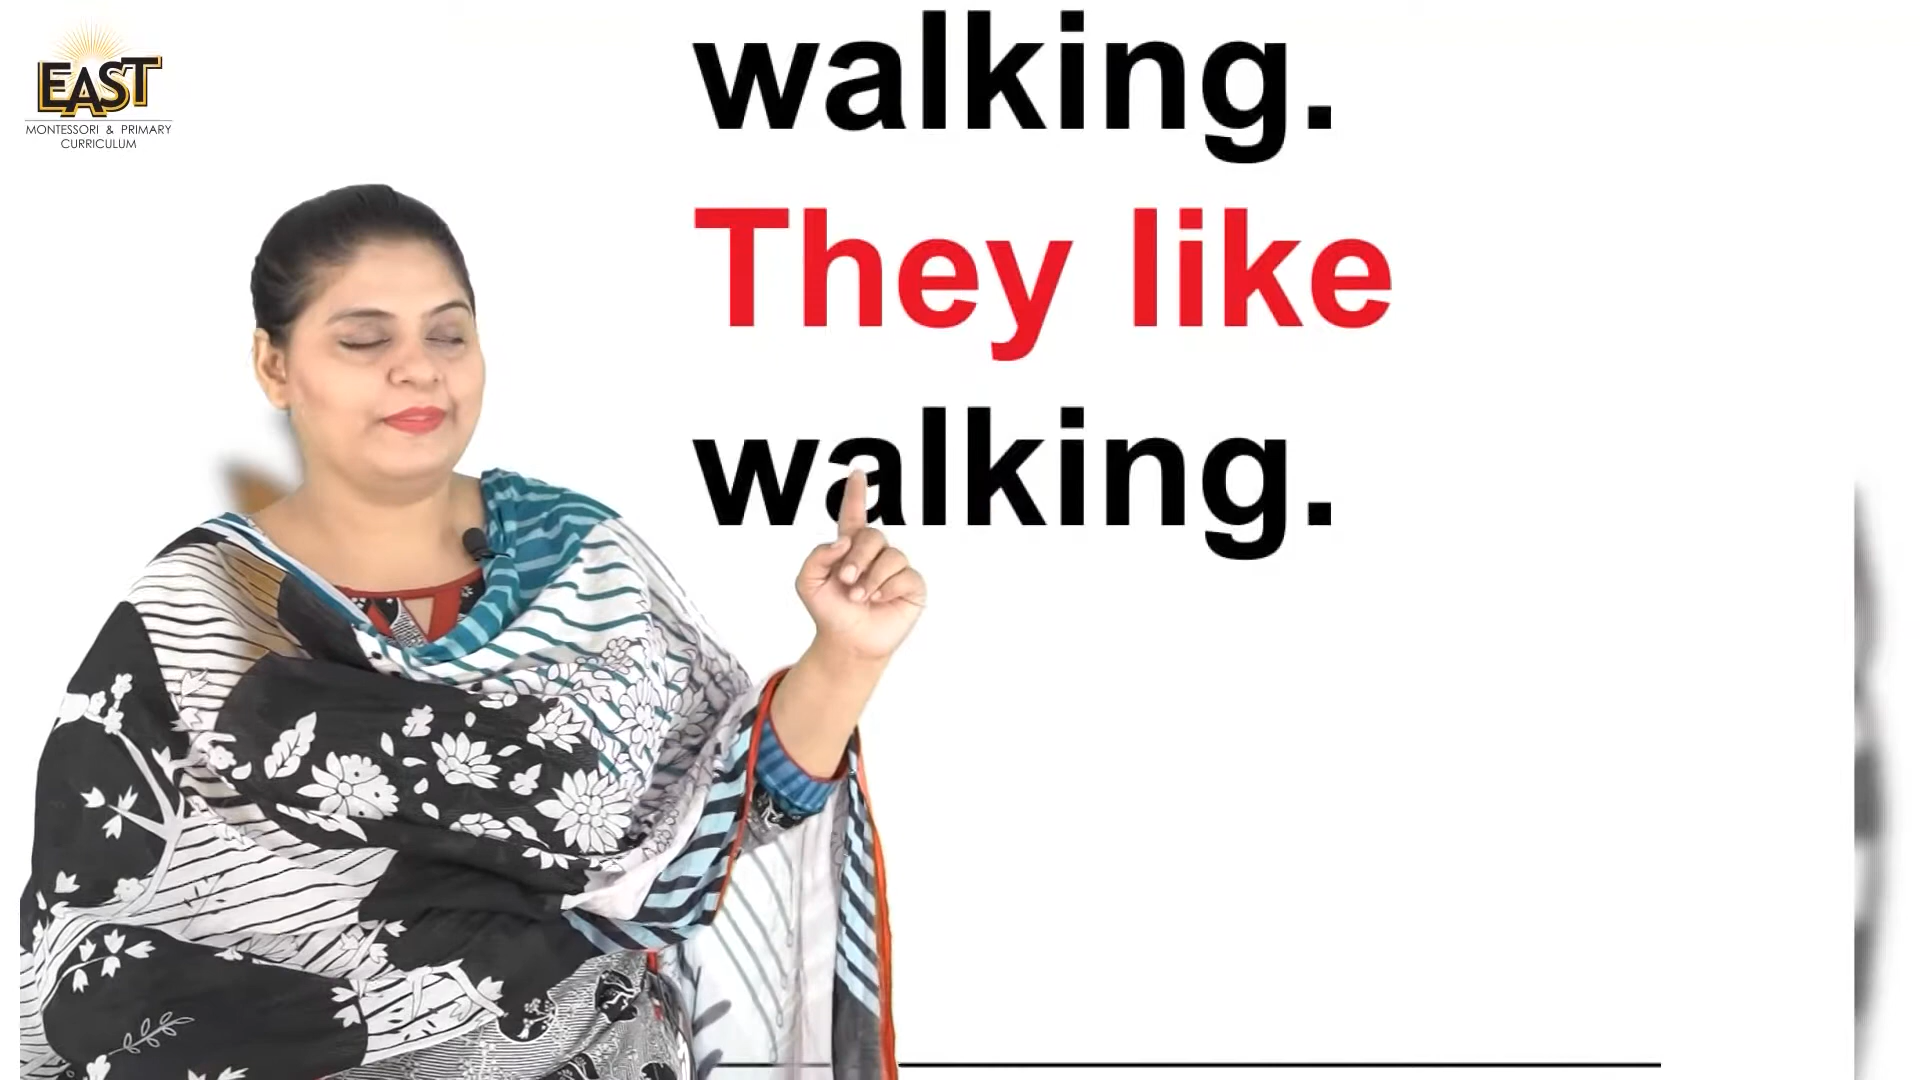 EAST
MONTESSORI & PRIMARY
CURRICULUM
walking.
They like
walking.